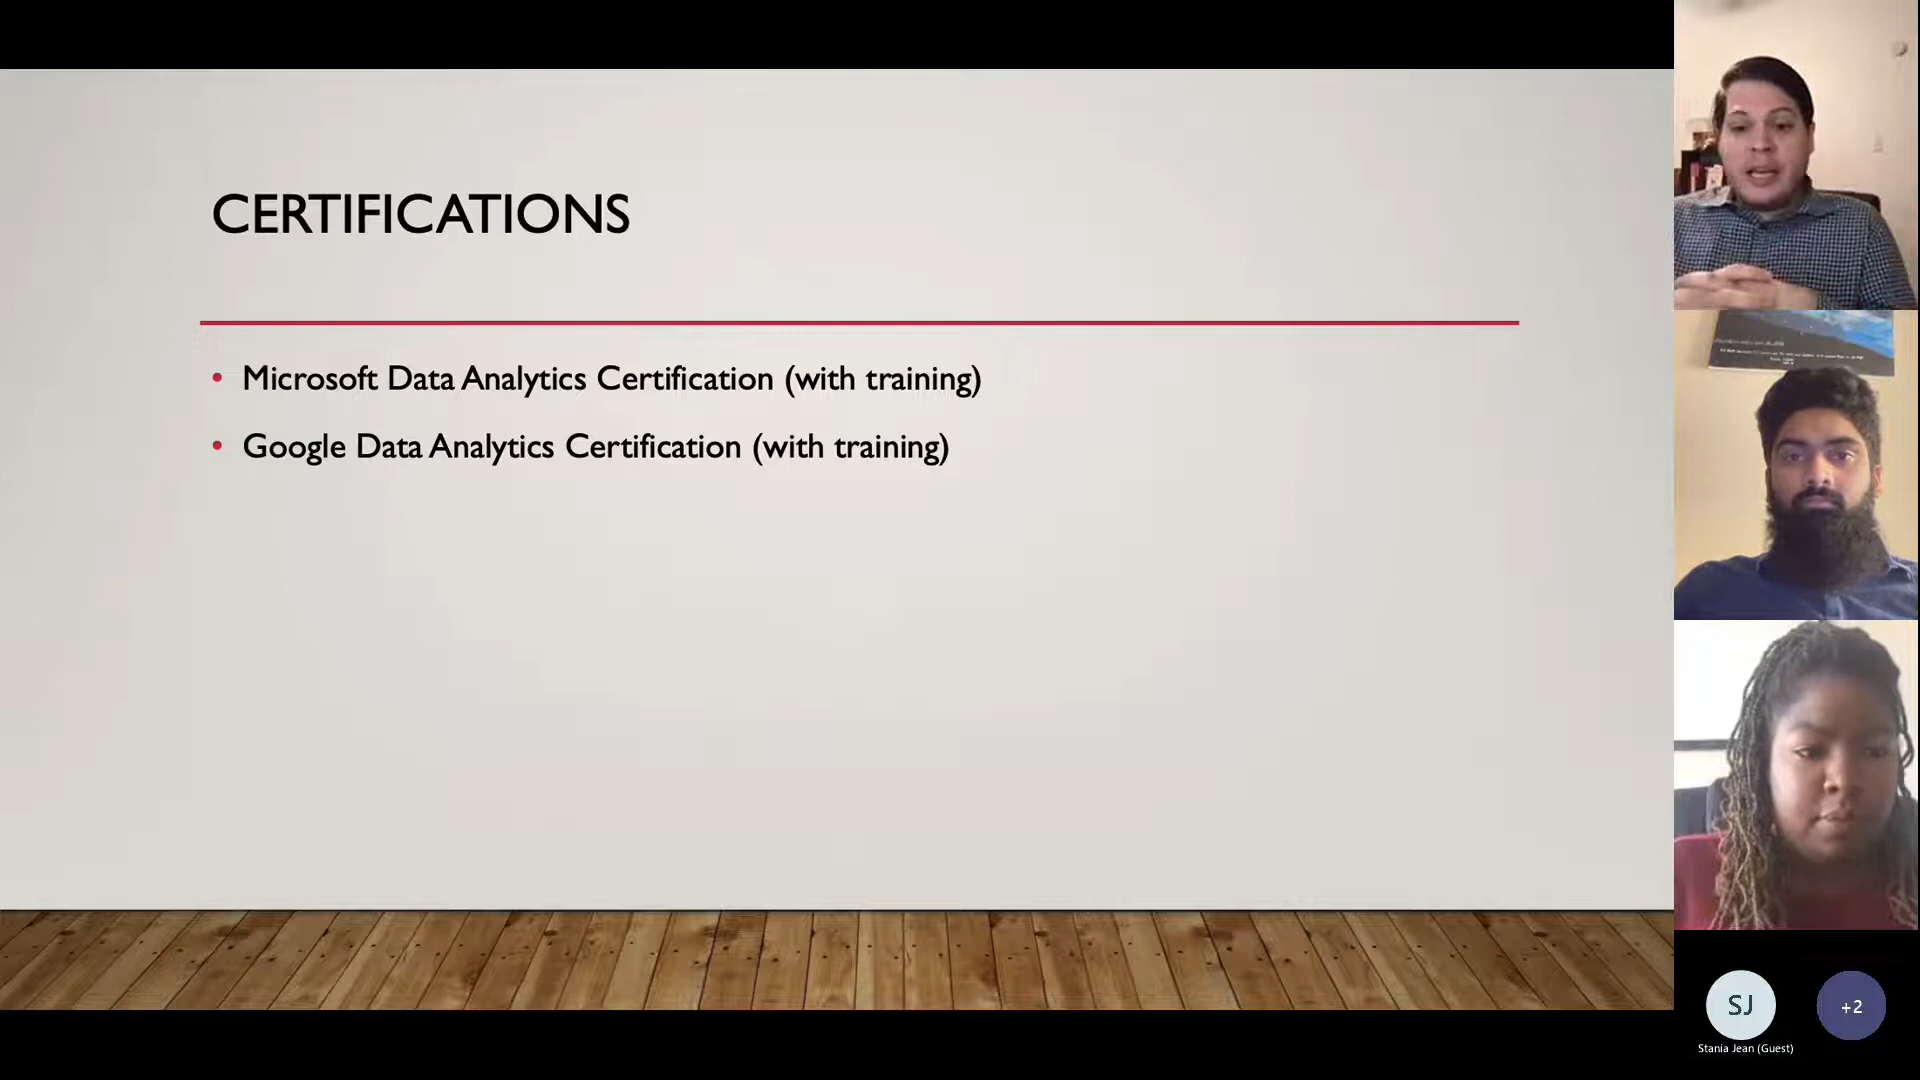 CERTIFICATIONS
• Microsoft Data Analytics Certification (with training)
• Google Data Analytics Certification (with training)
SJ
+2
Stania Jean (Guest)